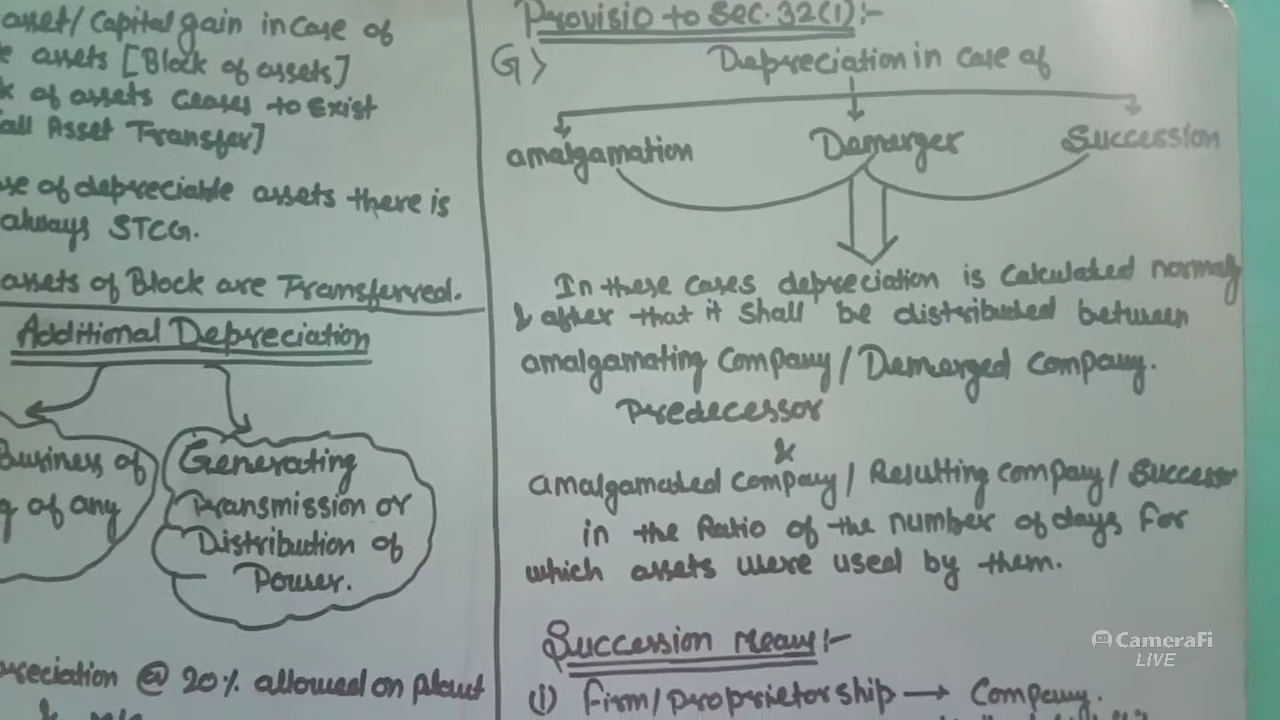 asset/capital gain in case of
assets [Block of assets]
of assets ceases to Exist
all Asset Transfer]
of depreciable assets there is
always STCG.
assets of Block are Transferred.
Additional Depreciation
Business of
of any
Generating
Transmission or
Distribution of
Power.
@ 20% allowed on plant
&
Provisio to Sec. 32(1):-
G>
Depreciation in case of
amalgamation
Demerger
Succession
In these cases depreciation is calculated normaly
& after that it shall be distributed between
amalgamating company/Demerged company.
Predecessor
&
amalgamated company/Resulting company/Successor
in the Ratio of the number of days for
which assets were used by them.
Succession means:-
(1) Firm/proprietorship → Company.
CameraFi
LIVE